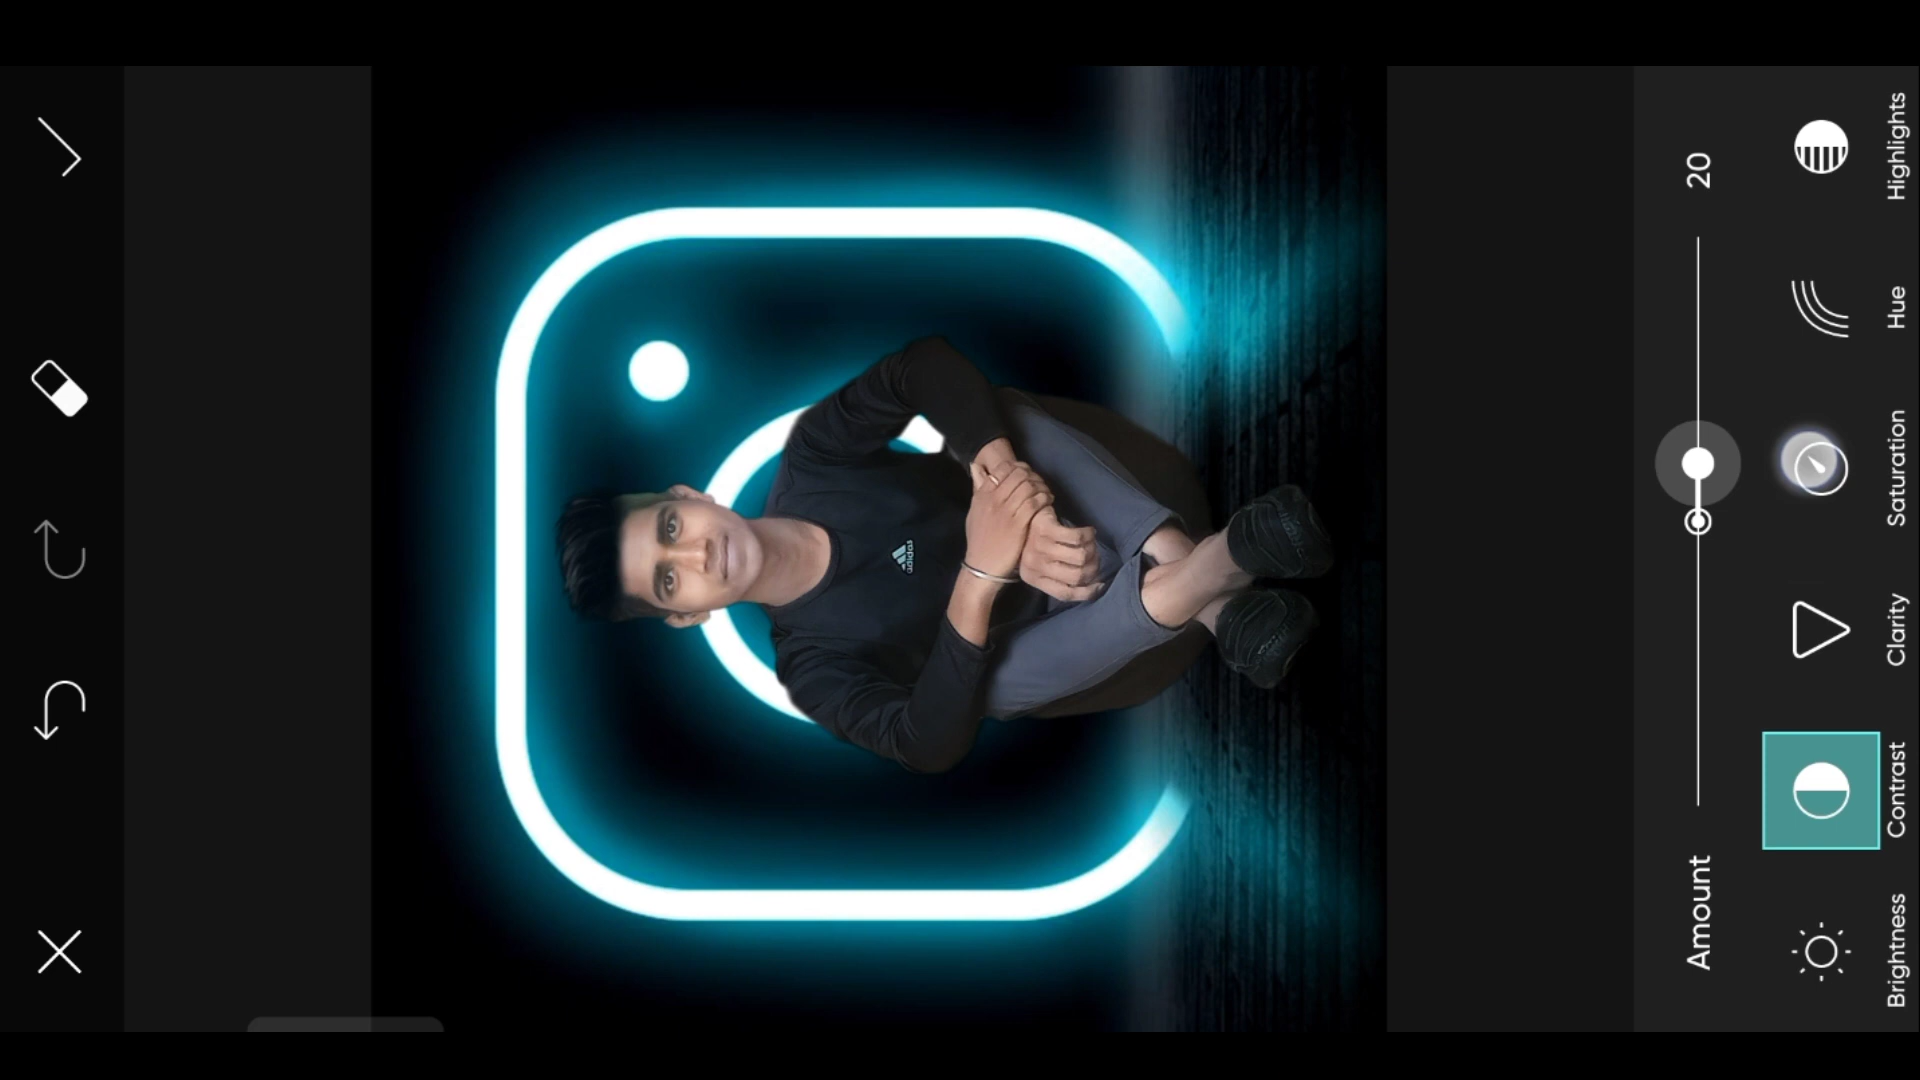 adidas
Amount
20
Brightness
Contrast
Clarity
Saturation
Hue
Highlights